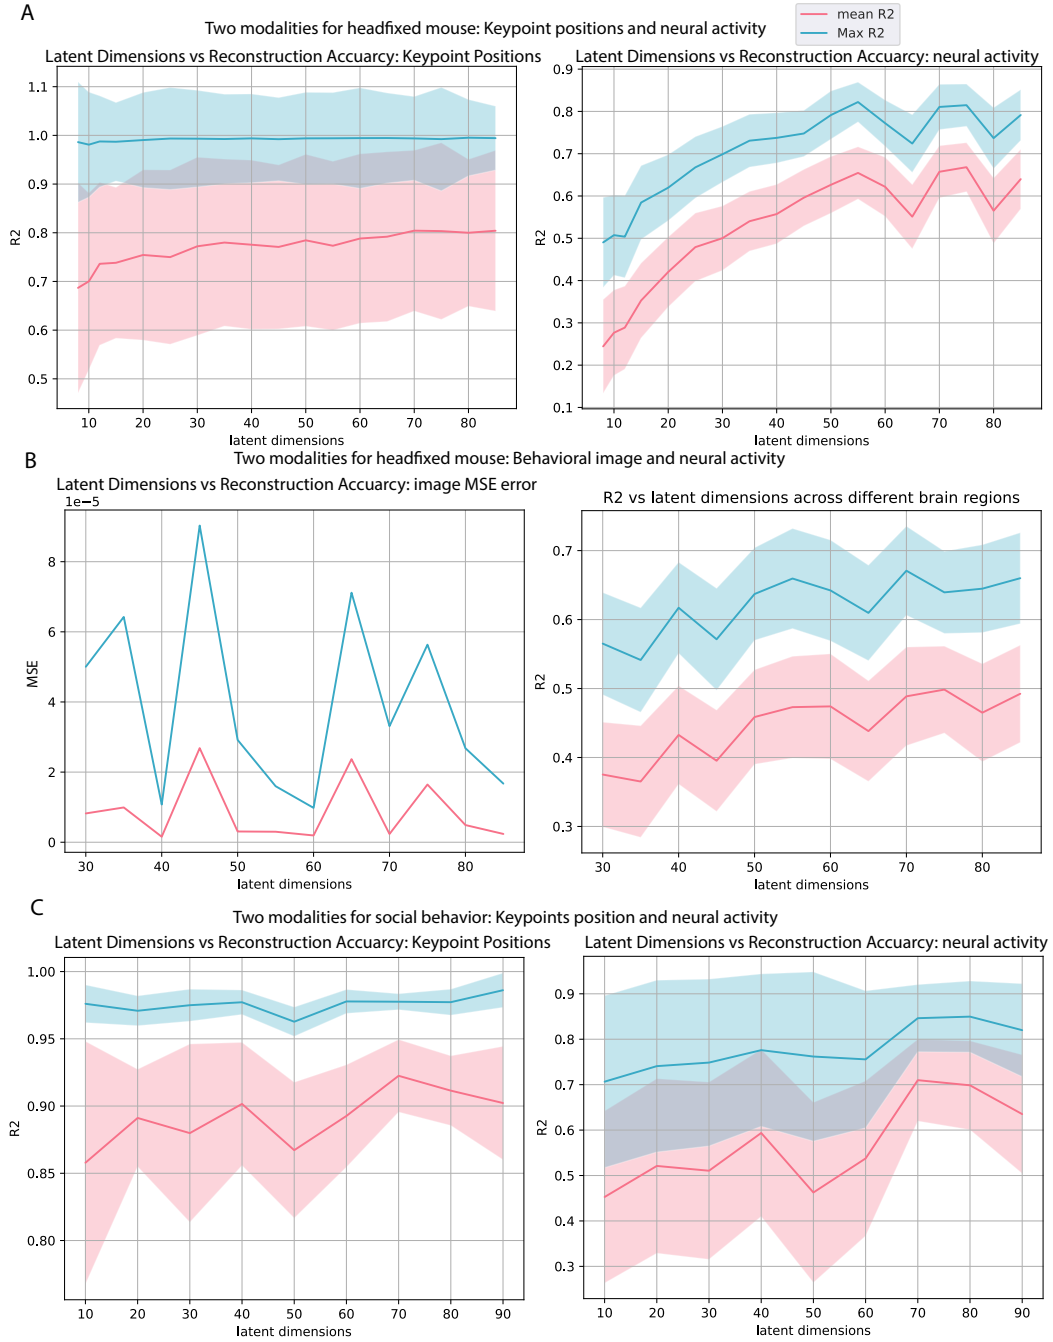 A
Two modalities for headfixed mouse: Keypoint positions and neural activity
mean R2
Max R2
Latent Dimensions vs Reconstruction Accuarcy: Keypoint Positions
1.1
1.0
0.9
0.8
0.7
0.6
0.5
R2
10 20 30 40 50 60 70 80
latent dimensions
Latent Dimensions vs Reconstruction Accuarcy: neural activity
0.9
0.8
0.7
0.6
0.5
0.4
0.3
0.2
0.1
R2
10 20 30 40 50 60 70 80
latent dimensions
B
Two modalities for headfixed mouse: Behavioral image and neural activity
Latent Dimensions vs Reconstruction Accuarcy: image MSE error
1e−5
8
6
4
2
0
MSE
30 40 50 60 70 80
latent dimensions
R2 vs latent dimensions across different brain regions
0.7
0.6
0.5
0.4
0.3
R2
30 40 50 60 70 80
latent dimensions
C
Two modalities for social behavior: Keypoints position and neural activity
Latent Dimensions vs Reconstruction Accuarcy: Keypoint Positions
1.00
0.95
0.90
0.85
0.80
R2
10 20 30 40 50 60 70 80 90
latent dimensions
Latent Dimensions vs Reconstruction Accuarcy: neural activity
0.9
0.8
0.7
0.6
0.5
0.4
0.3
R2
10 20 30 40 50 60 70 80 90
latent dimensions